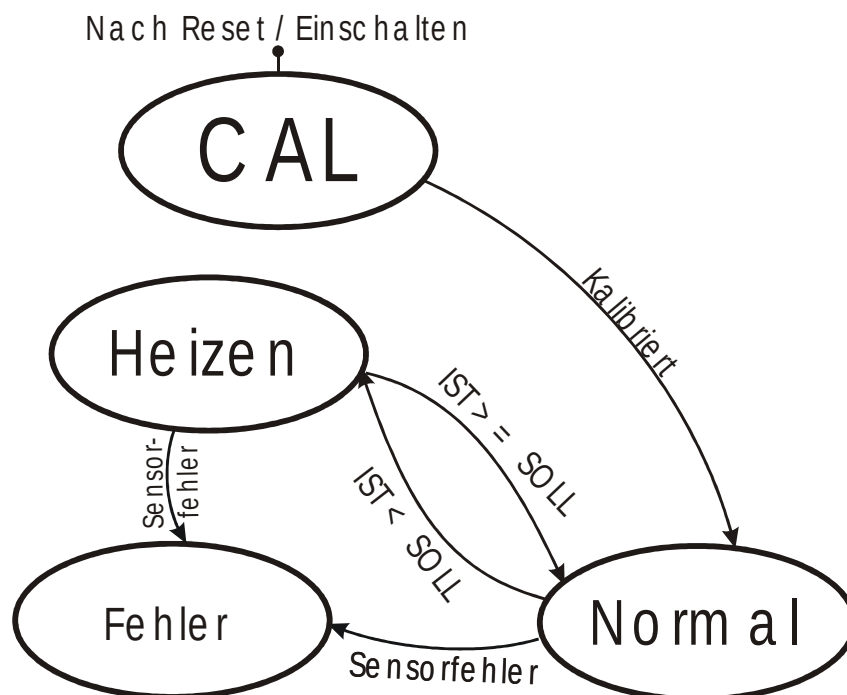 Nach Reset / Einschalten
CAL
Kalibriert
Heizen
IST > = SOLL
IST < SOLL
Sensor-
fehler
Fehler
Normal
Sensorfehler